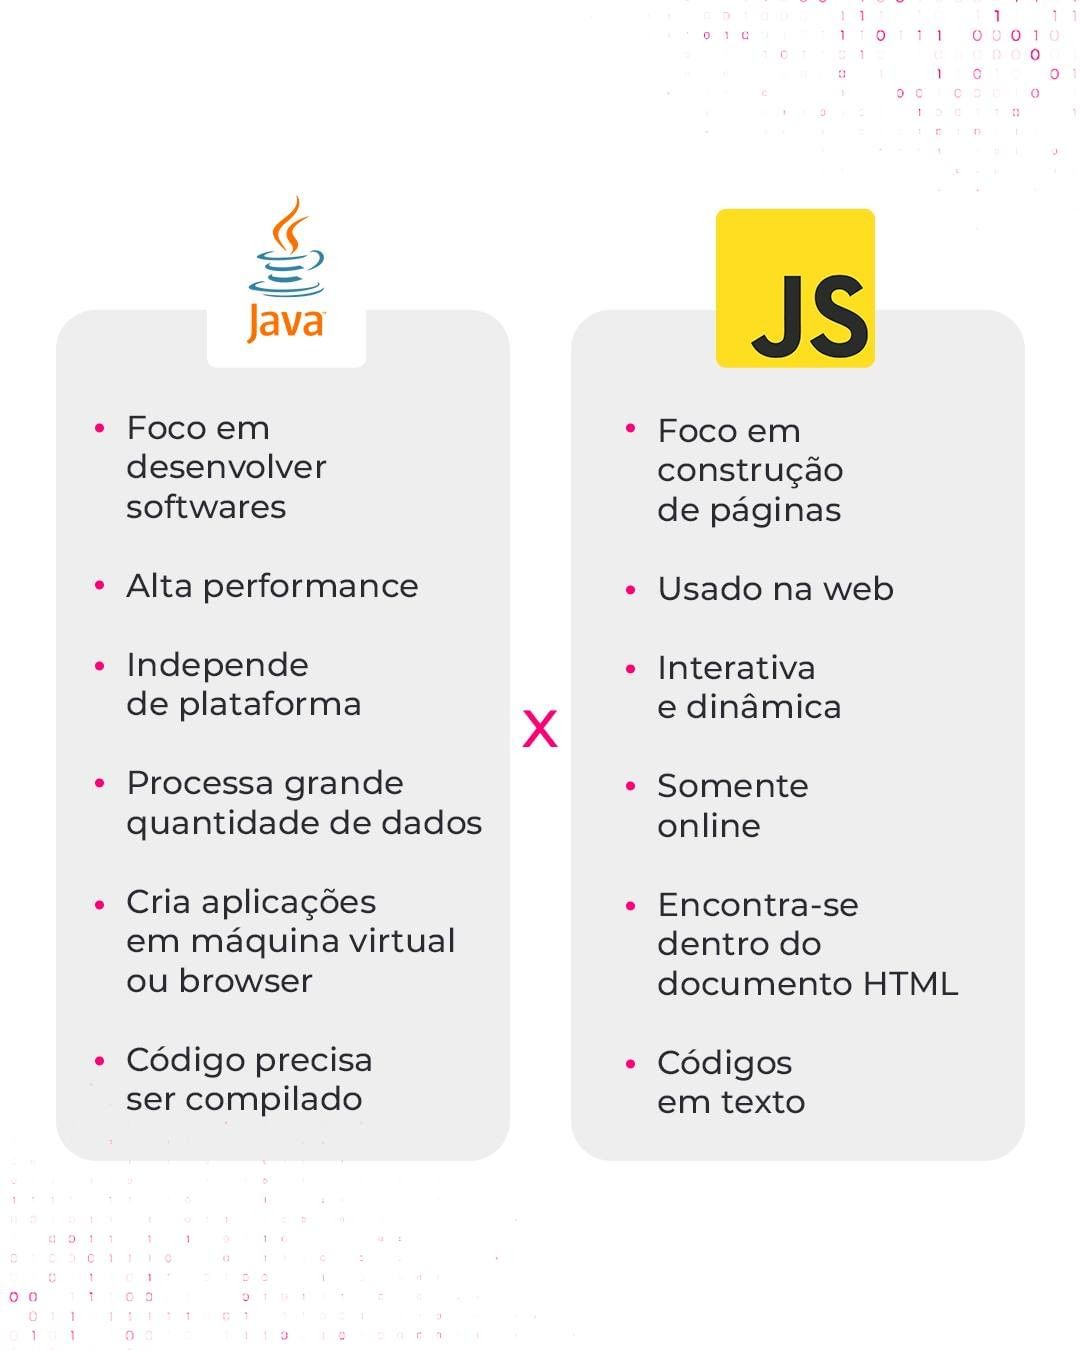 Java
JS
Foco em
desenvolver
softwares
Alta performance
Independe
de plataforma
Processa grande
quantidade de dados
Cria aplicações
em máquina virtual
ou browser
Código precisa
ser compilado
X
Foco em
construção
de páginas
Usado na web
Interativa
e dinâmica
Somente
online
Encontra-se
dentro do
documento HTML
Códigos
em texto